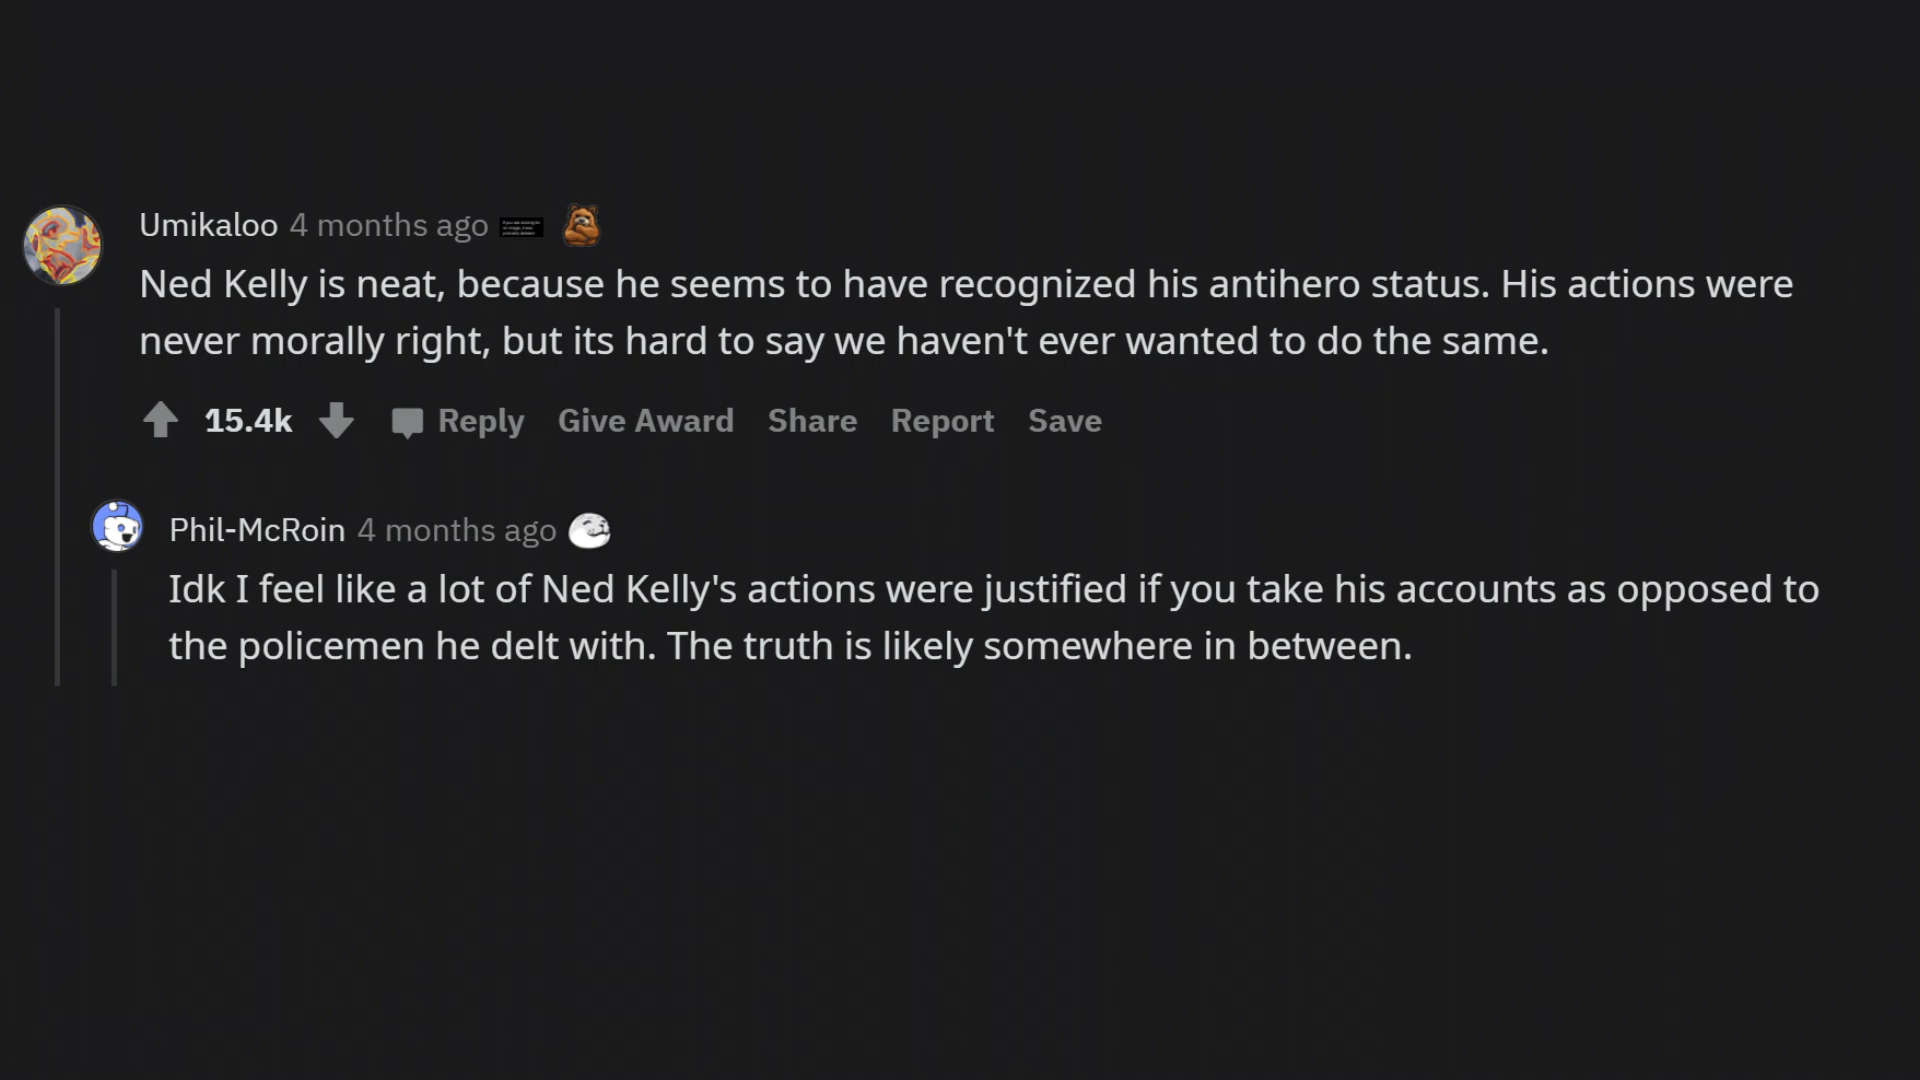 Umikaloo 4 months ago
Ned Kelly is neat, because he seems to have recognized his antihero status. His actions were
never morally right, but its hard to say we haven't ever wanted to do the same.
15.4k Reply Give Award Share Report Save
Phil-McRoin 4 months ago
Idk I feel like a lot of Ned Kelly's actions were justified if you take his accounts as opposed to
the policemen he delt with. The truth is likely somewhere in between.